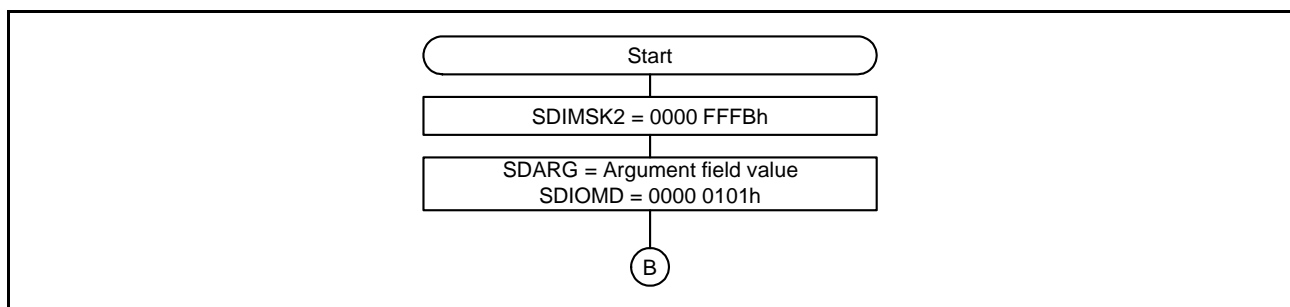 Start
SDIMSK2 = 0000 FFFBh
SDARG = Argument field value
SDIOMD = 0000 0101h
B